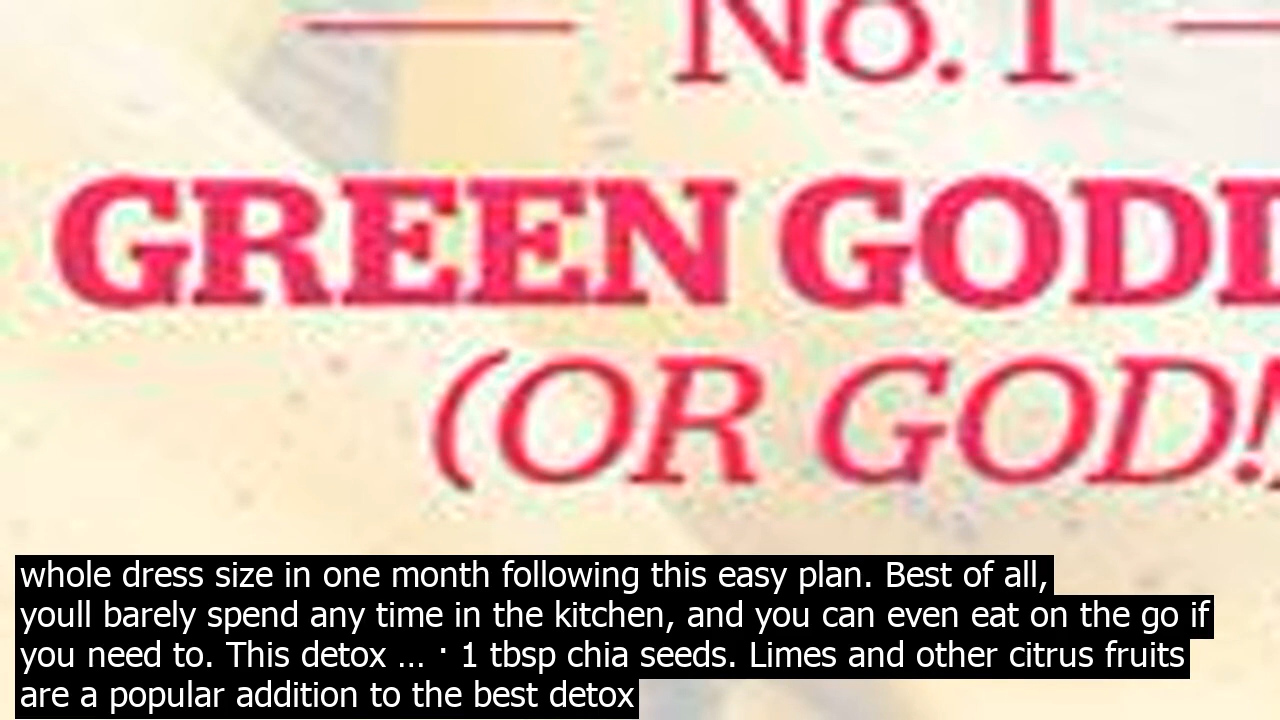 No. 1
GREEN GODD
(OR GOD!
whole dress size in one month following this easy plan. Best of all,
youll barely spend any time in the kitchen, and you can even eat on the go if
you need to. This detox ... · 1 tbsp chia seeds. Limes and other citrus fruits
are a popular addition to the best detox